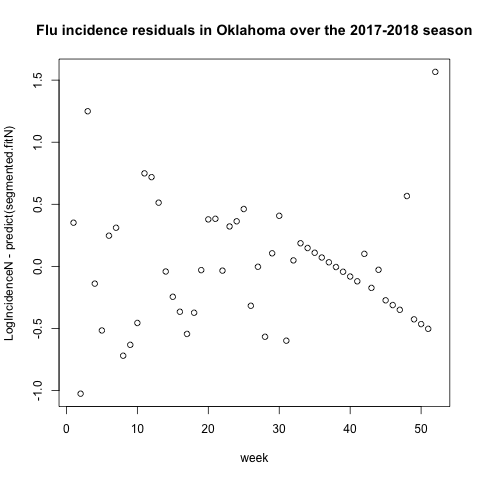 Flu incidence residuals in Oklahoma over the 2017-2018 season
LogIncidenceN - predict(segmented.fitN)
1.5
1.0
0.5
0.0
-0.5
-1.0
0 10 20 30 40 50
week